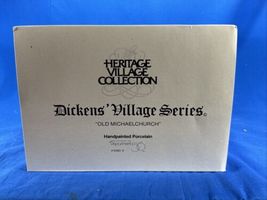 HERITAGE
VILLAGE
COLLECTION
Dickens' Village Series
"OLD MICHAELCHURCH"
Handpainted Porcelain